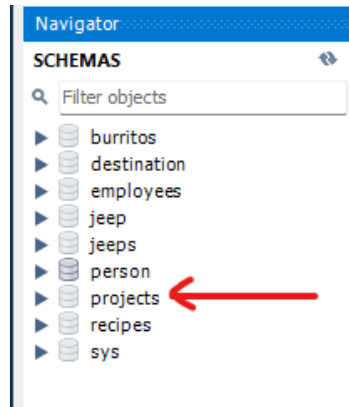 Navigator
SCHEMAS
Filter objects
burritos
destination
employees
jeep
jeeps
person
projects
recipes
sys